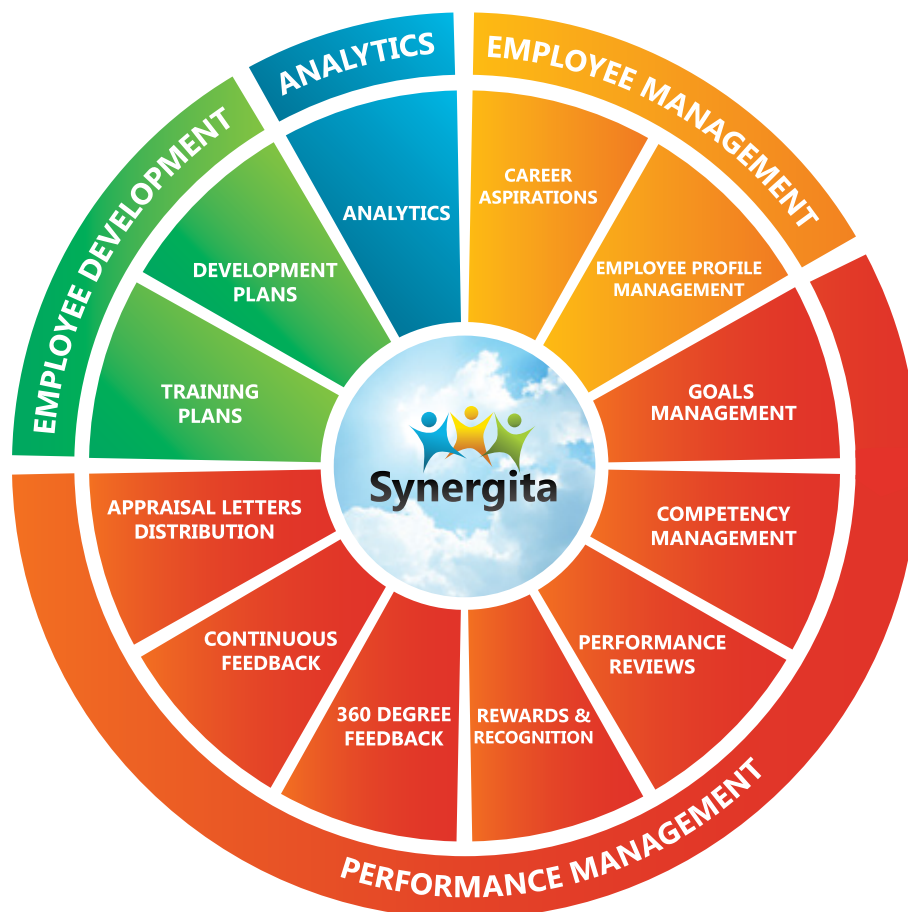 ANALYTICS
EMPLOYEE MANAGEMENT
EMPLOYEE DEVELOPMENT
PERFORMANCE MANAGEMENT
ANALYTICS
CAREER
ASPIRATIONS
EMPLOYEE PROFILE
MANAGEMENT
GOALS
MANAGEMENT
COMPETENCY
MANAGEMENT
PERFORMANCE
REVIEWS
REWARDS &
RECOGNITION
360 DEGREE
FEEDBACK
CONTINUOUS
FEEDBACK
APPRAISAL LETTERS
DISTRIBUTION
TRAINING
PLANS
DEVELOPMENT
PLANS
Synergita